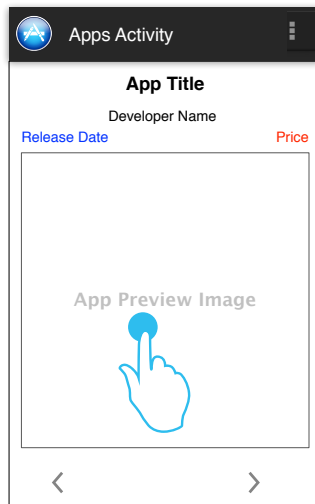 Apps Activity
App Title
Developer Name
Release Date Price
App Preview Image